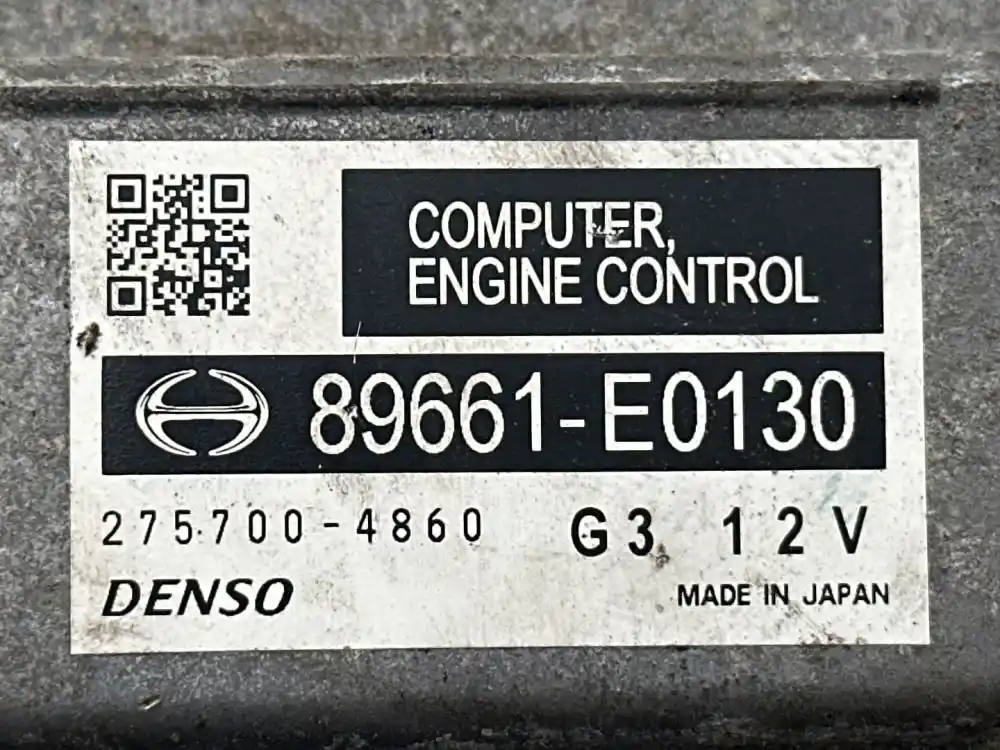 COMPUTER,
ENGINE CONTROL
89661-E0130
275700-4860 G3 12V
DENSO MADE IN JAPAN